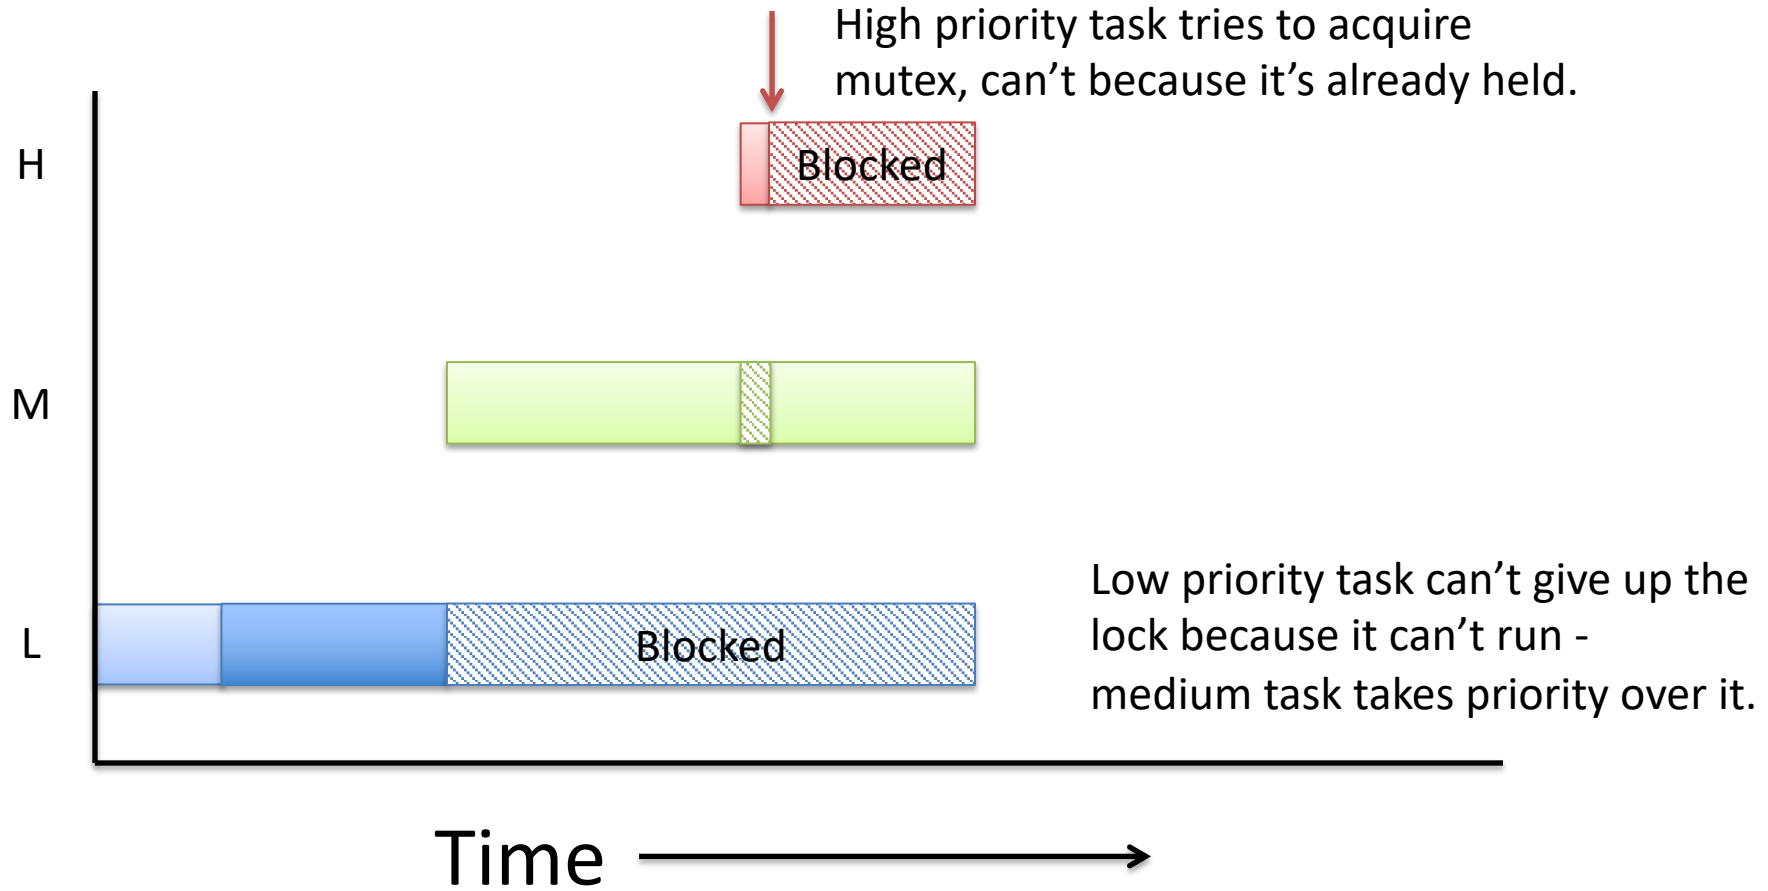 High priority task tries to acquire
mutex, can’t because it’s already held.
H
Blocked
M
L
Blocked
Low priority task can’t give up the
lock because it can’t run -
medium task takes priority over it.
Time